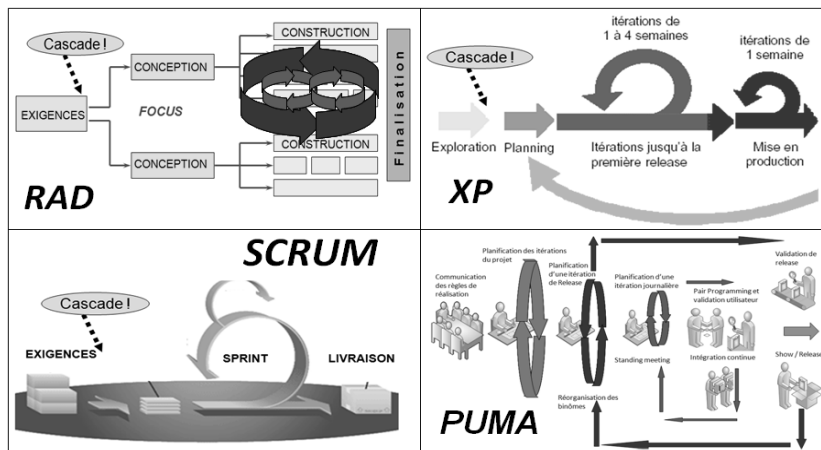 Cascade !
CONSTRUCTION
CONCEPTION
EXIGENCES
FOCUS
CONSTRUCTION
CONCEPTION
Finalisation
RAD
itérations de
1 à 4 semaines
itérations de
1 semaine
Cascade !
Exploration
Planning
Itérations jusqu'à la
première release
Mise en
production
XP
SCRUM
Cascade !
EXIGENCES
SPRINT
LIVRAISON
Planification des itérations
du projet
Communication
des règles de
réalisation
Planification
d'une itération
de Release
Planification d'une
itération journalière
Pair Programming et
validation utilisateur
Validation de
release
Standing meeting
Intégration continue
Show / Release
Réorganisation des
binômes
PUMA